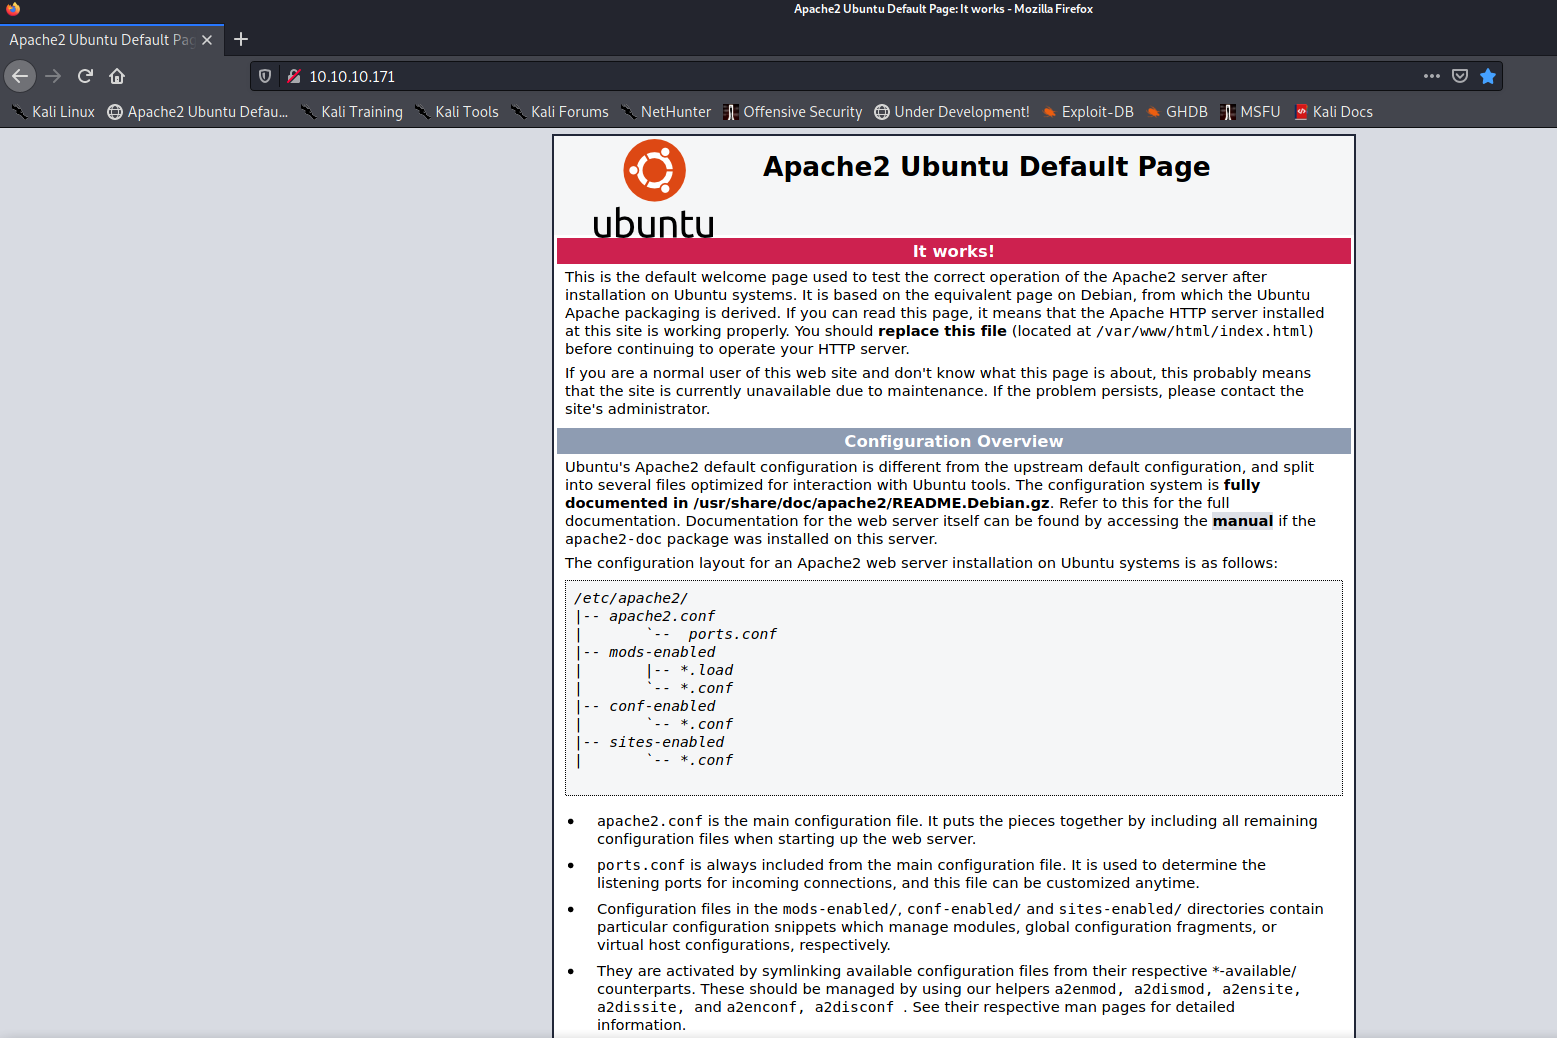 Apache2 Ubuntu Default Page: It works - Mozilla Firefox
Apache2 Ubuntu Default Pag
10.10.10.171
Kali Linux Apache2 Ubuntu Defau... Kali Training Kali Tools Kali Forums NetHunter Offensive Security Under Development! Exploit-DB GHDB MSFU Kali Docs
ubuntu
Apache2 Ubuntu Default Page
It works!
This is the default welcome page used to test the correct operation of the Apache2 server after
installation on Ubuntu systems. It is based on the equivalent page on Debian, from which the Ubuntu
Apache packaging is derived. If you can read this page, it means that the Apache HTTP server installed
at this site is working properly. You should replace this file (located at /var/www/html/index.html)
before continuing to operate your HTTP server.
If you are a normal user of this web site and don't know what this page is about, this probably means
that the site is currently unavailable due to maintenance. If the problem persists, please contact the
site's administrator.
Configuration Overview
Ubuntu's Apache2 default configuration is different from the upstream default configuration, and split
into several files optimized for interaction with Ubuntu tools. The configuration system is fully
documented in /usr/share/doc/apache2/README.Debian.gz. Refer to this for the full
documentation. Documentation for the web server itself can be found by accessing the manual if the
apache2-doc package was installed on this server.
The configuration layout for an Apache2 web server installation on Ubuntu systems is as follows:
/etc/apache2/
|-- apache2.conf
|       `--  ports.conf
|-- mods-enabled
|       |-- *.load
|       `-- *.conf
|-- conf-enabled
|       `-- *.conf
|-- sites-enabled
|       `-- *.conf
• apache2.conf is the main configuration file. It puts the pieces together by including all remaining
configuration files when starting up the web server.
• ports.conf is always included from the main configuration file. It is used to determine the
listening ports for incoming connections, and this file can be customized anytime.
• Configuration files in the mods-enabled/, conf-enabled/ and sites-enabled/ directories contain
particular configuration snippets which manage modules, global configuration fragments, or
virtual host configurations, respectively.
• They are activated by symlinking available configuration files from their respective *-available/
counterparts. These should be managed by using our helpers a2enmod, a2dismod, a2ensite,
a2dissite, and a2enconf, a2disconf . See their respective man pages for detailed
information.